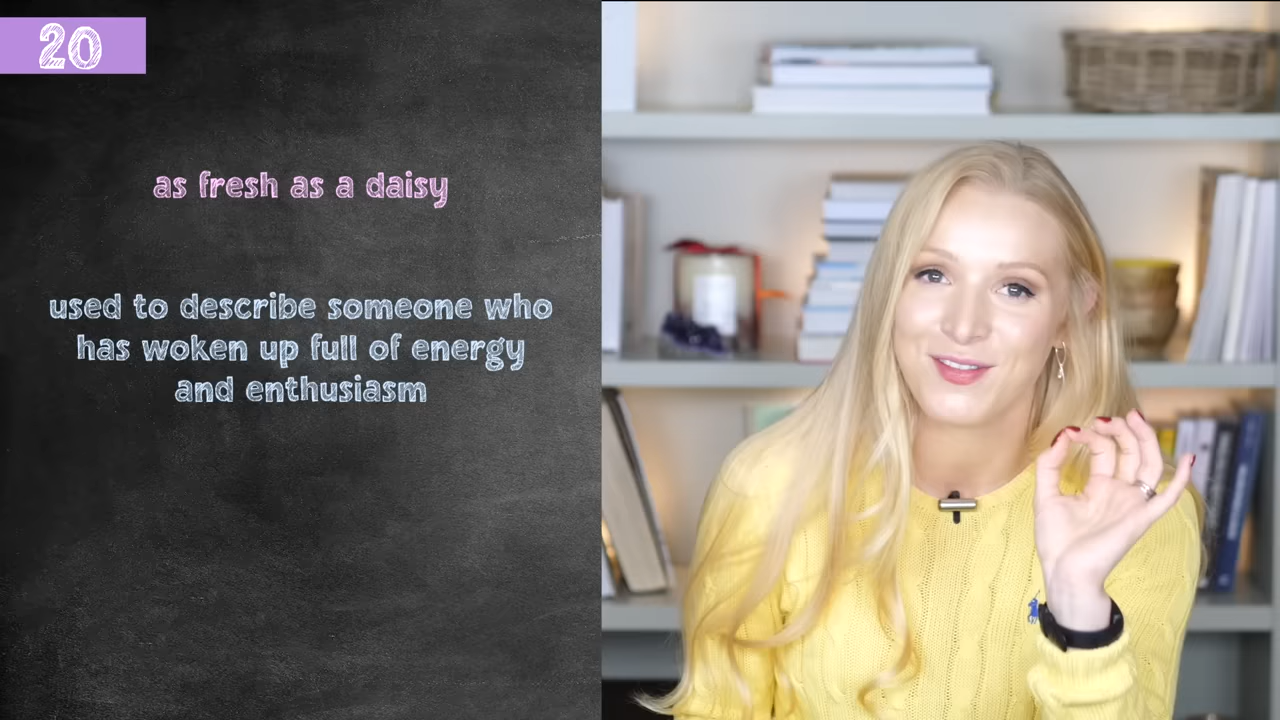 20
as fresh as a daisy
used to describe someone who
has woken up full of energy
and enthusiasm